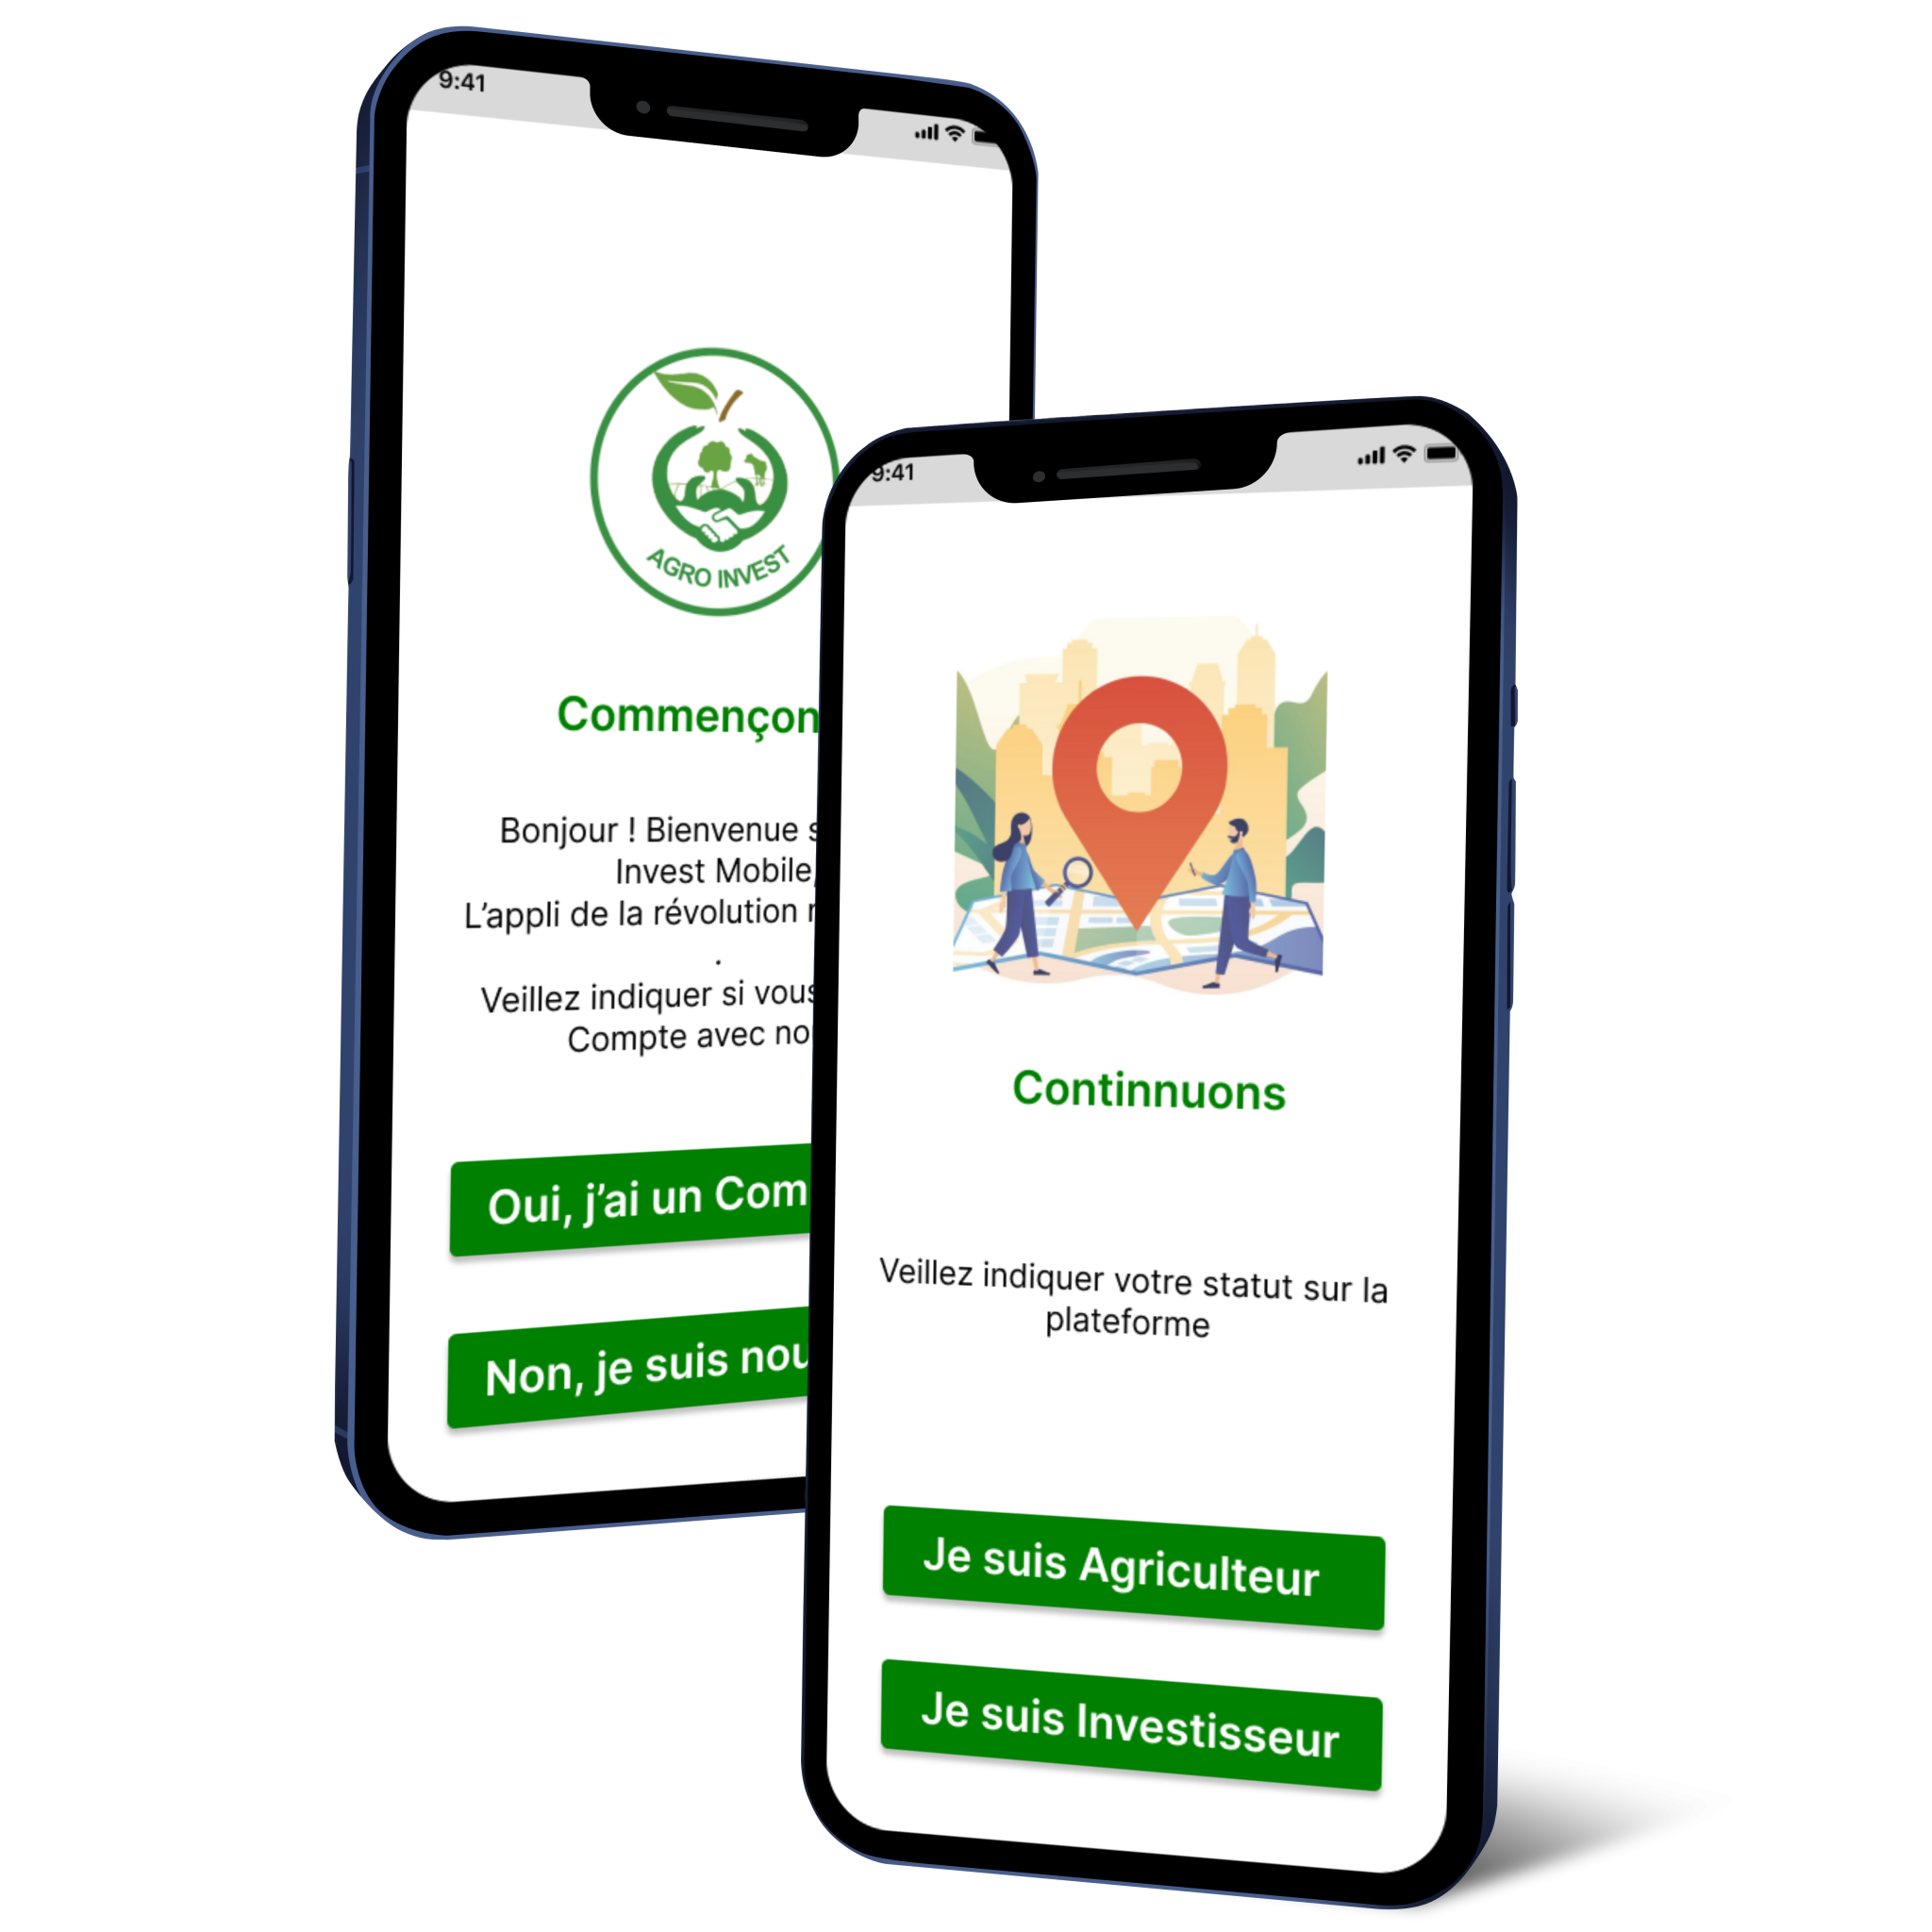 9:41
AGRO INVEST
Commençon
Bonjour ! Bienvenue s
Invest Mobile,
L’appli de la révolution
.
Veillez indiquer si vous
Compte avec
Oui, j’ai un Com
Non, je suis
9:41
Continnuons
Veillez indiquer votre statut sur la
plateforme
Je suis Agriculteur
Je suis Investisseur